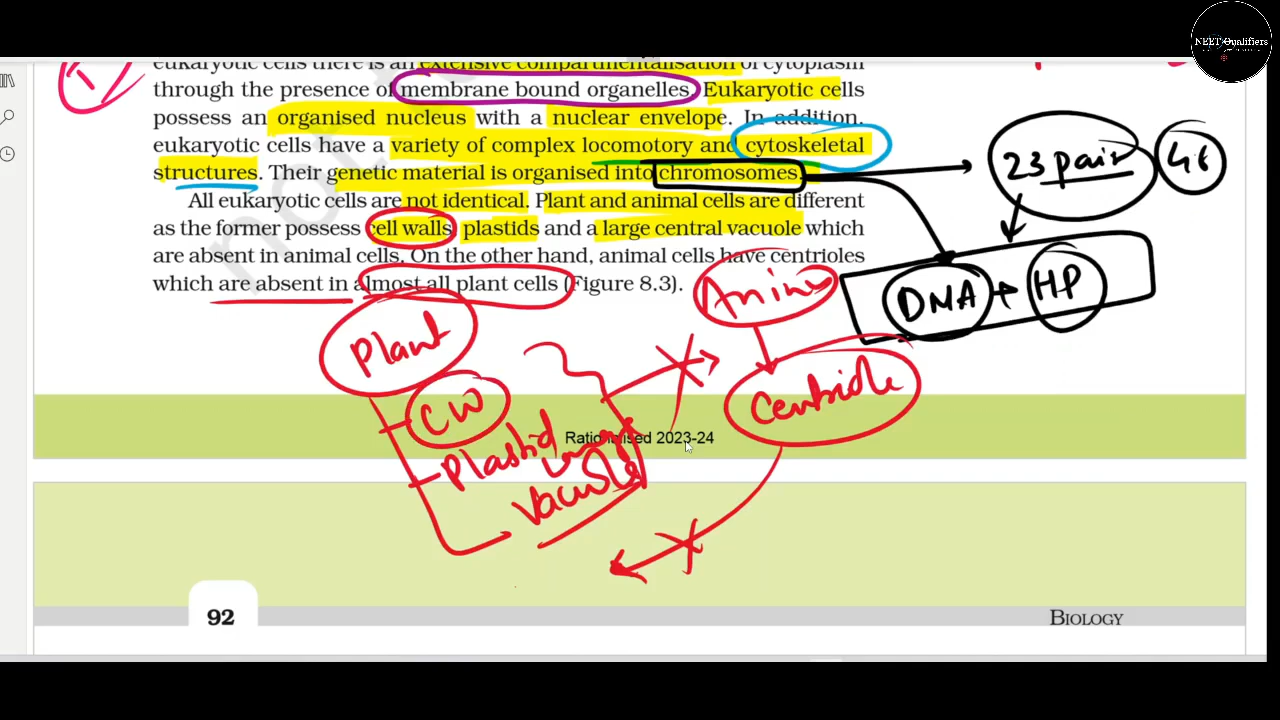 NEET Qualifiers
eukaryotic cells there is an extensive compartmentalisation of cytoplasm
through the presence of membrane bound organelles. Eukaryotic cells
possess an organised nucleus with a nuclear envelope. In addition,
eukaryotic cells have a variety of complex locomotory and cytoskeletal
structures. Their genetic material is organised into chromosomes.
All eukaryotic cells are not identical. Plant and animal cells are different
as the former possess cell walls, plastids and a large central vacuole which
are absent in animal cells. On the other hand, animal cells have centrioles
which are absent in almost all plant cells (Figure 8.3).
23 pair
46
DNA + HP
Plant
CW
Plastid
Large
Vacuole
Centriole
Rationalised 2023-24
92
BIOLOGY